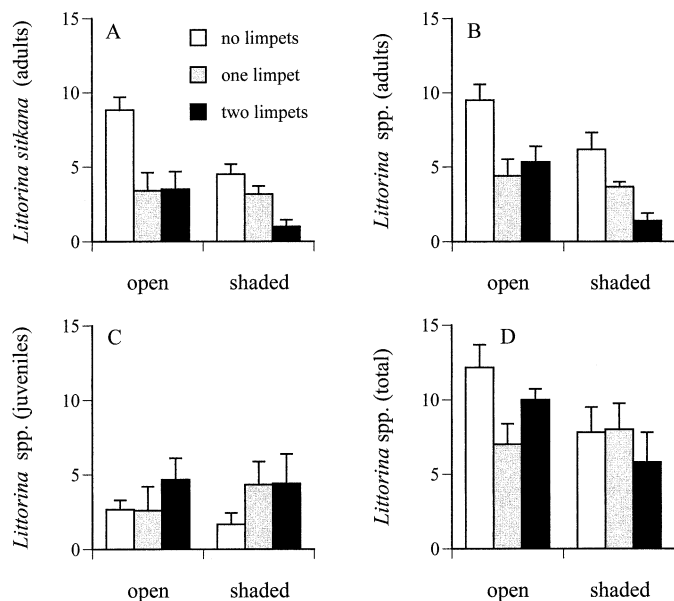 A
15
10
5
0
Littorina sitkana (adults)
no limpets
one limpet
two limpets
open
shaded
B
15
10
5
0
Littorina spp. (adults)
open
shaded
C
15
10
5
0
Littorina spp. (juveniles)
open
shaded
D
15
10
5
0
Littorina spp. (total)
open
shaded